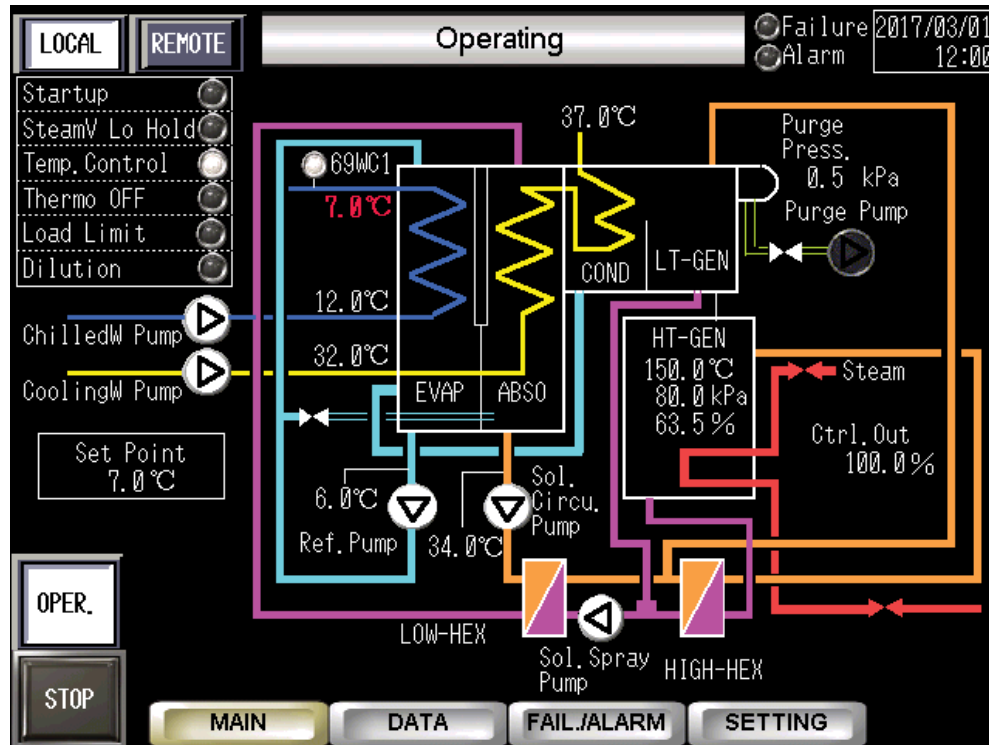 LOCAL
REMOTE
Operating
Failure
Alarm
2017/03/01
12:00
Startup
SteamV Lo Hold
Temp.Control
Thermo OFF
Load Limit
Dilution
69WC1
7.0℃
37.0℃
Purge
Press.
0.5 kPa
Purge Pump
12.0℃
ChilledW Pump
32.0℃
CoolingW Pump
EVAP
ABSO
COND
LT-GEN
HT-GEN
150.0℃
80.0kPa
63.5%
Steam
Ctrl.Out
100.0%
Set Point
7.0℃
6.0℃
Ref.Pump
34.0℃
Sol.
Circu.
Pump
LOW-HEX
Sol.Spray
Pump
HIGH-HEX
OPER.
STOP
MAIN
DATA
FAIL./ALARM
SETTING